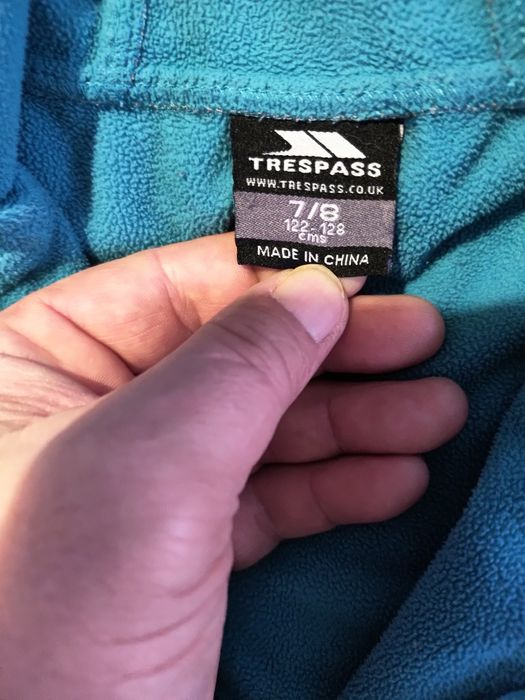 TRESPASS
WWW.TRESPASS.CO.UK
7/8
122-128
cms
MADE IN CHINA